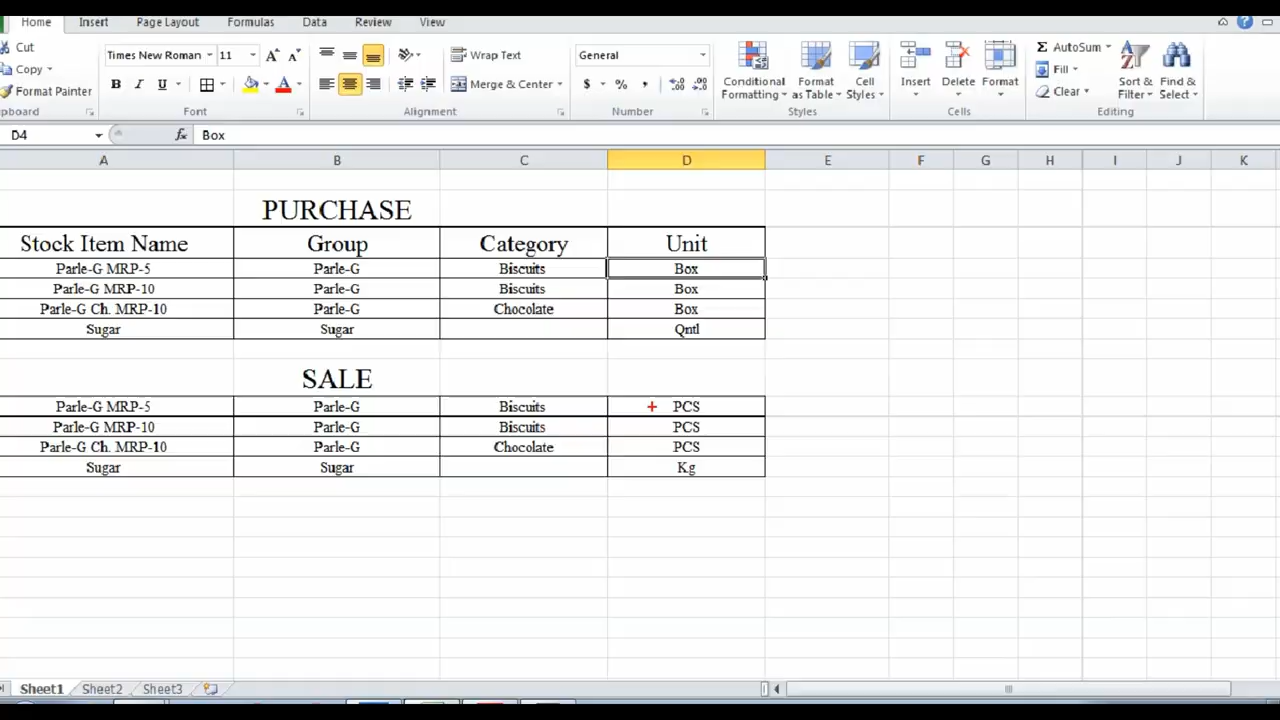 Home Insert Page Layout Formulas Data Review View
Cut Times New Roman 11 Wrap Text General Σ AutoSum
Copy Fill
Format Painter B I U Merge & Center $ % , Conditional Formatting Format as Table Cell Styles Insert Delete Format Clear Sort & Filter Find & Select
pboard Font Alignment Number Styles Cells Editing
D4 fx Box
A B C D E F G H I J K
PURCHASE
Stock Item Name Group Category Unit
Parle-G MRP-5 Parle-G Biscuits Box
Parle-G MRP-10 Parle-G Biscuits Box
Parle-G Ch. MRP-10 Parle-G Chocolate Box
Sugar Sugar Qntl
SALE
Parle-G MRP-5 Parle-G Biscuits PCS
Parle-G MRP-10 Parle-G Biscuits PCS
Parle-G Ch. MRP-10 Parle-G Chocolate PCS
Sugar Sugar Kg
Sheet1 Sheet2 Sheet3